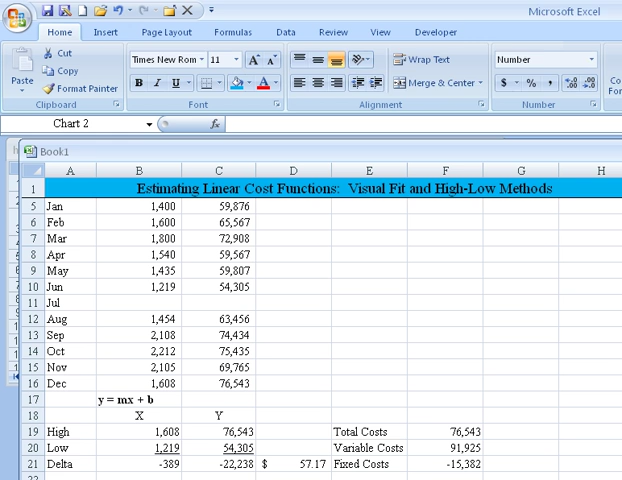 Microsoft Excel
Home Insert Page Layout Formulas Data Review View Developer
Cut
Copy
Format Painter
Paste
Clipboard
Times New Rom 11 A A
B I U A
Font
Wrap Text
Merge & Center
Alignment
Number
$ % , .0 .00 .00 .0
Number
Chart 2 fx
Book1
A B C D E F G H
1 Estimating Linear Cost Functions: Visual Fit and High-Low Methods
5 Jan 1,400 59,876
6 Feb 1,600 65,567
7 Mar 1,800 72,908
8 Apr 1,540 59,567
9 May 1,435 59,807
10 Jun 1,219 54,305
11 Jul
12 Aug 1,454 63,456
13 Sep 2,108 74,434
14 Oct 2,212 75,435
15 Nov 2,105 69,765
16 Dec 1,608 76,543
17 y = mx + b
18 X Y
19 High 1,608 76,543 Total Costs 76,543
20 Low 1,219 54,305 Variable Costs 91,925
21 Delta -389 -22,238 $ 57.17 Fixed Costs -15,382